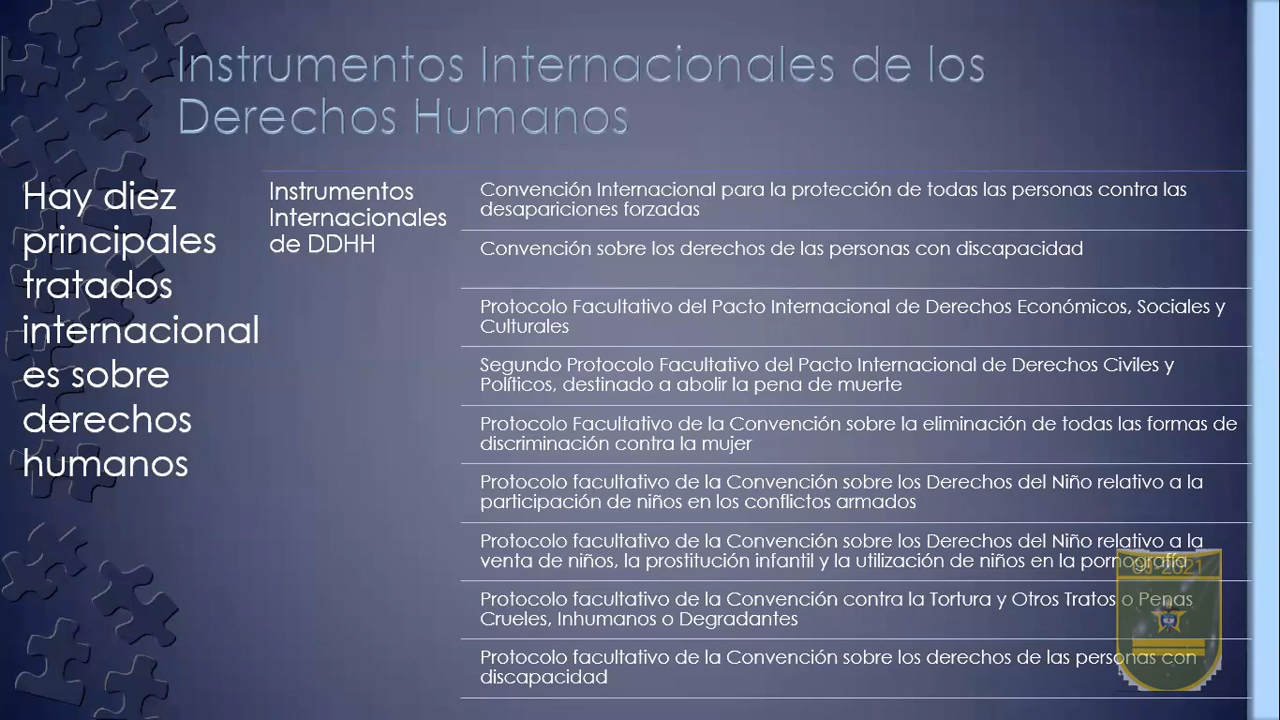 Instrumentos Internacionales de los
Derechos Humanos
Hay diez
principales
tratados
internacional
es sobre
derechos
humanos
Instrumentos
Internacionales
de DDHH
Convención Internacional para la protección de todas las personas contra las
desapariciones forzadas
Convención sobre los derechos de las personas con discapacidad
Protocolo Facultativo del Pacto Internacional de Derechos Económicos, Sociales y
Culturales
Segundo Protocolo Facultativo del Pacto Internacional de Derechos Civiles y
Políticos, destinado a abolir la pena de muerte
Protocolo Facultativo de la Convención sobre la eliminación de todas las formas de
discriminación contra la mujer
Protocolo facultativo de la Convención sobre los Derechos del Niño relativo a la
participación de niños en los conflictos armados
Protocolo facultativo de la Convención sobre los Derechos del Niño relativo a la
venta de niños, la prostitución infantil y la utilización de niños en la pornografía
Protocolo facultativo de la Convención contra la Tortura y Otros Tratos o Penas
Crueles, Inhumanos o Degradantes
Protocolo facultativo de la Convención sobre los derechos de las personas con
discapacidad